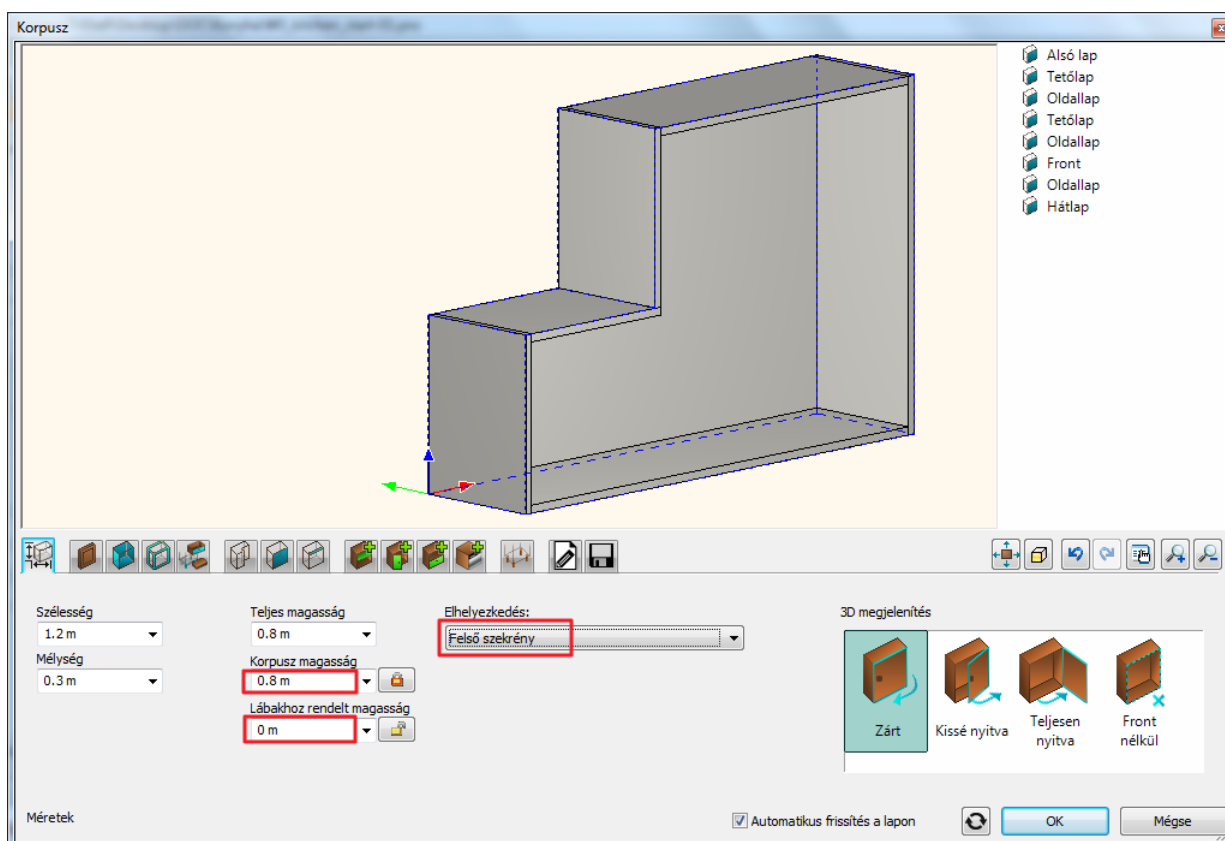 Korpusz
Alsó lap
Tetőlap
Oldallap
Tetőlap
Oldallap
Front
Oldallap
Hátlap
Szélesség
1.2 m
Mélység
0.3 m
Teljes magasság
0.8 m
Korpusz magasság
0.8 m
Lábakhoz rendelt magasság
0 m
Elhelyezkedés:
Felső szekrény
3D megjelenítés
Zárt
Kissé nyitva
Teljesen
nyitva
Front
nélkül
Méretek
Automatikus frissítés a lapon
OK
Mégse